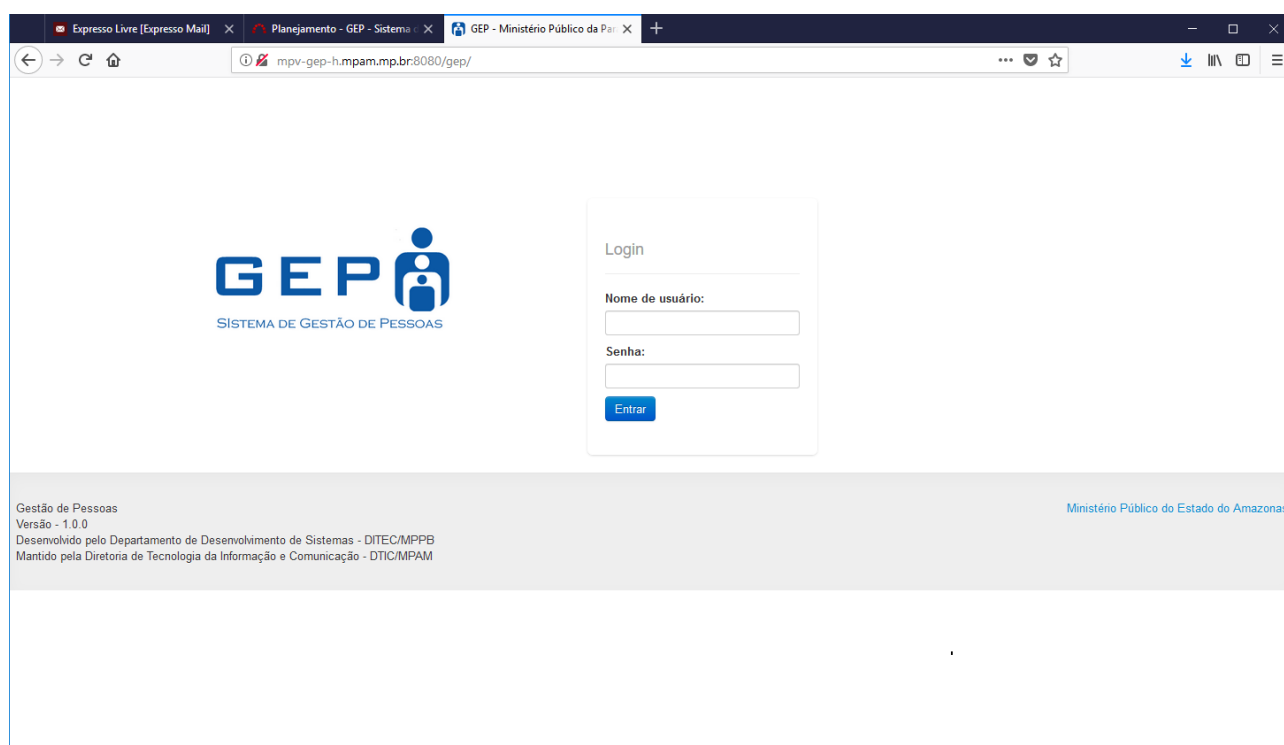 Expresso Livre [Expresso Mail]
Planejamento - GEP - Sistema d
GEP - Ministério Público da Par
mpv-gep-h.mpam.mp.br:8080/gep/
GEP
SISTEMA DE GESTÃO DE PESSOAS
Login
Nome de usuário:
Senha:
Entrar
Gestão de Pessoas
Versão - 1.0.0
Desenvolvido pelo Departamento de Desenvolvimento de Sistemas - DITEC/MPPB
Mantido pela Diretoria de Tecnologia da Informação e Comunicação - DTIC/MPAM
Ministério Público do Estado do Amazonas